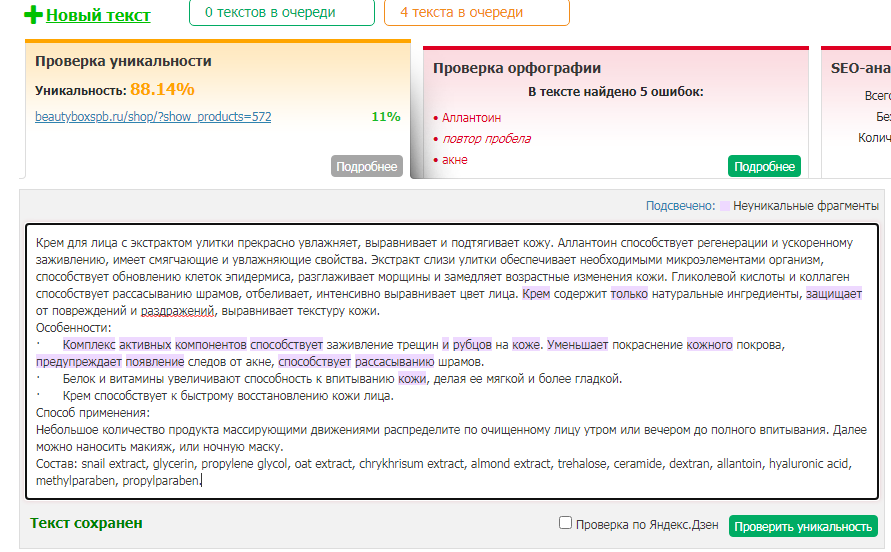 Новый текст
0 текстов в очереди
4 текста в очереди
Проверка уникальности
Уникальность: 88.14%
beautyboxspb.ru/shop/?show_products=572 11%
Подробнее
Проверка орфографии
В тексте найдено 5 ошибок:
• Аллантоин
• повтор пробела
• акне
Подробнее
SEO-ана
Всего
Без
Количе
Подсвечено: Неуникальные фрагменты
Крем для лица с экстрактом улитки прекрасно увлажняет, выравнивает и подтягивает кожу. Аллантоин способствует регенерации и ускоренному
заживлению, имеет смягчающие и увлажняющие свойства. Экстракт слизи улитки обеспечивает необходимыми микроэлементами организм,
способствует обновлению клеток эпидермиса, разглаживает морщины и замедляет возрастные изменения кожи. Гликолевой кислоты и коллаген
способствует рассасыванию шрамов, отбеливает, интенсивно выравнивает цвет лица. Крем содержит только натуральные ингредиенты, защищает
от повреждений и раздражений, выравнивает текстуру кожи.
Особенности:
· Комплекс активных компонентов способствует заживление трещин и рубцов на коже. Уменьшает покраснение кожного покрова,
предупреждает появление следов от акне, способствует рассасыванию шрамов.
· Белок и витамины увеличивают способность к впитыванию кожи, делая ее мягкой и более гладкой.
· Крем способствует к быстрому восстановлению кожи лица.
Способ применения:
Небольшое количество продукта массирующими движениями распределите по очищенному лицу утром или вечером до полного впитывания. Далее
можно наносить макияж, или ночную маску.
Состав: snail extract, glycerin, propylene glycol, oat extract, chrykhrisum extract, almond extract, trehalose, ceramide, dextran, allantoin, hyaluronic acid,
methylparaben, propylparaben.
Текст сохранен
Проверка по Яндекс.Дзен
Проверить уникальность